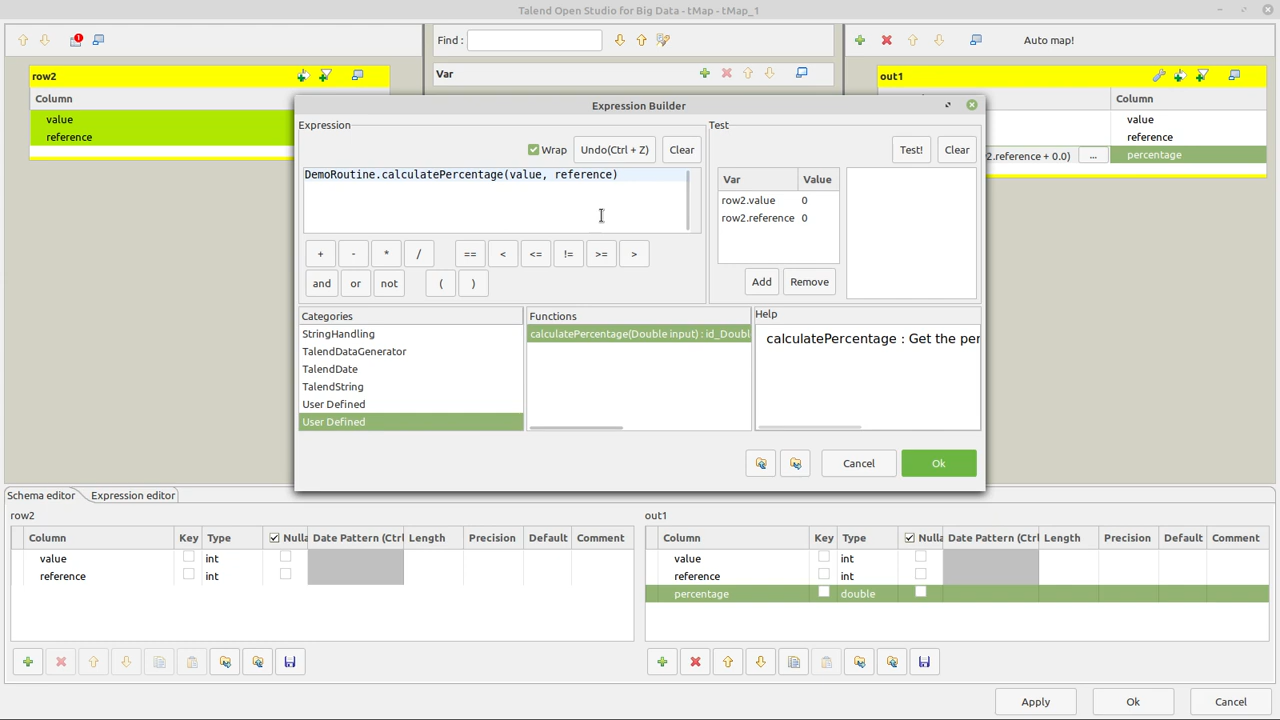 Talend Open Studio for Big Data - tMap - tMap_1
Find :
Auto map!
row2
Var
out1
Column
Column
value
reference
value
reference
2.reference + 0.0)
...
percentage
Expression Builder
Expression
Test
Wrap
Undo(Ctrl + Z)
Clear
Test!
Clear
DemoRoutine.calculatePercentage(value, reference)
Var
Value
row2.value
0
row2.reference
0
+
-
*
/
==
<
<=
!=
>=
>
and
or
not
(
)
Add
Remove
Categories
Functions
Help
StringHandling
TalendDataGenerator
TalendDate
TalendString
User Defined
User Defined
calculatePercentage(Double input) : id_Doubl
calculatePercentage : Get the per
Cancel
Ok
Schema editor
Expression editor
row2
out1
Column Key Type Nulla Date Pattern (Ctrl Length Precision Default Comment
value int
reference int
Column Key Type Nulla Date Pattern (Ctrl Length Precision Default Comment
value int
reference int
percentage double
Apply
Ok
Cancel